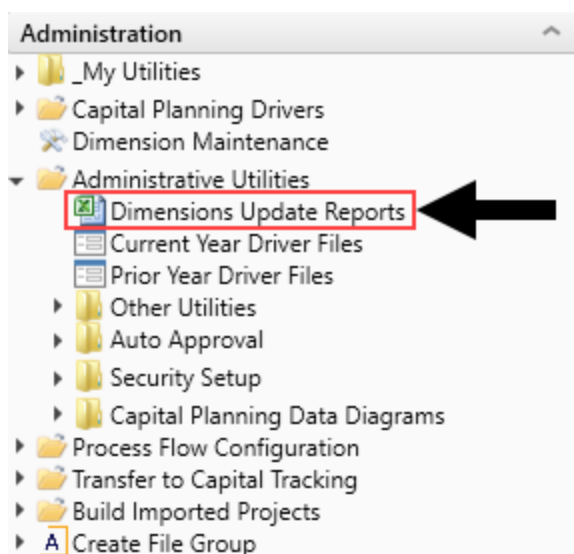 Administration
_My Utilities
Capital Planning Drivers
Dimension Maintenance
Administrative Utilities
Dimensions Update Reports
Current Year Driver Files
Prior Year Driver Files
Other Utilities
Auto Approval
Security Setup
Capital Planning Data Diagrams
Process Flow Configuration
Transfer to Capital Tracking
Build Imported Projects
A Create File Group